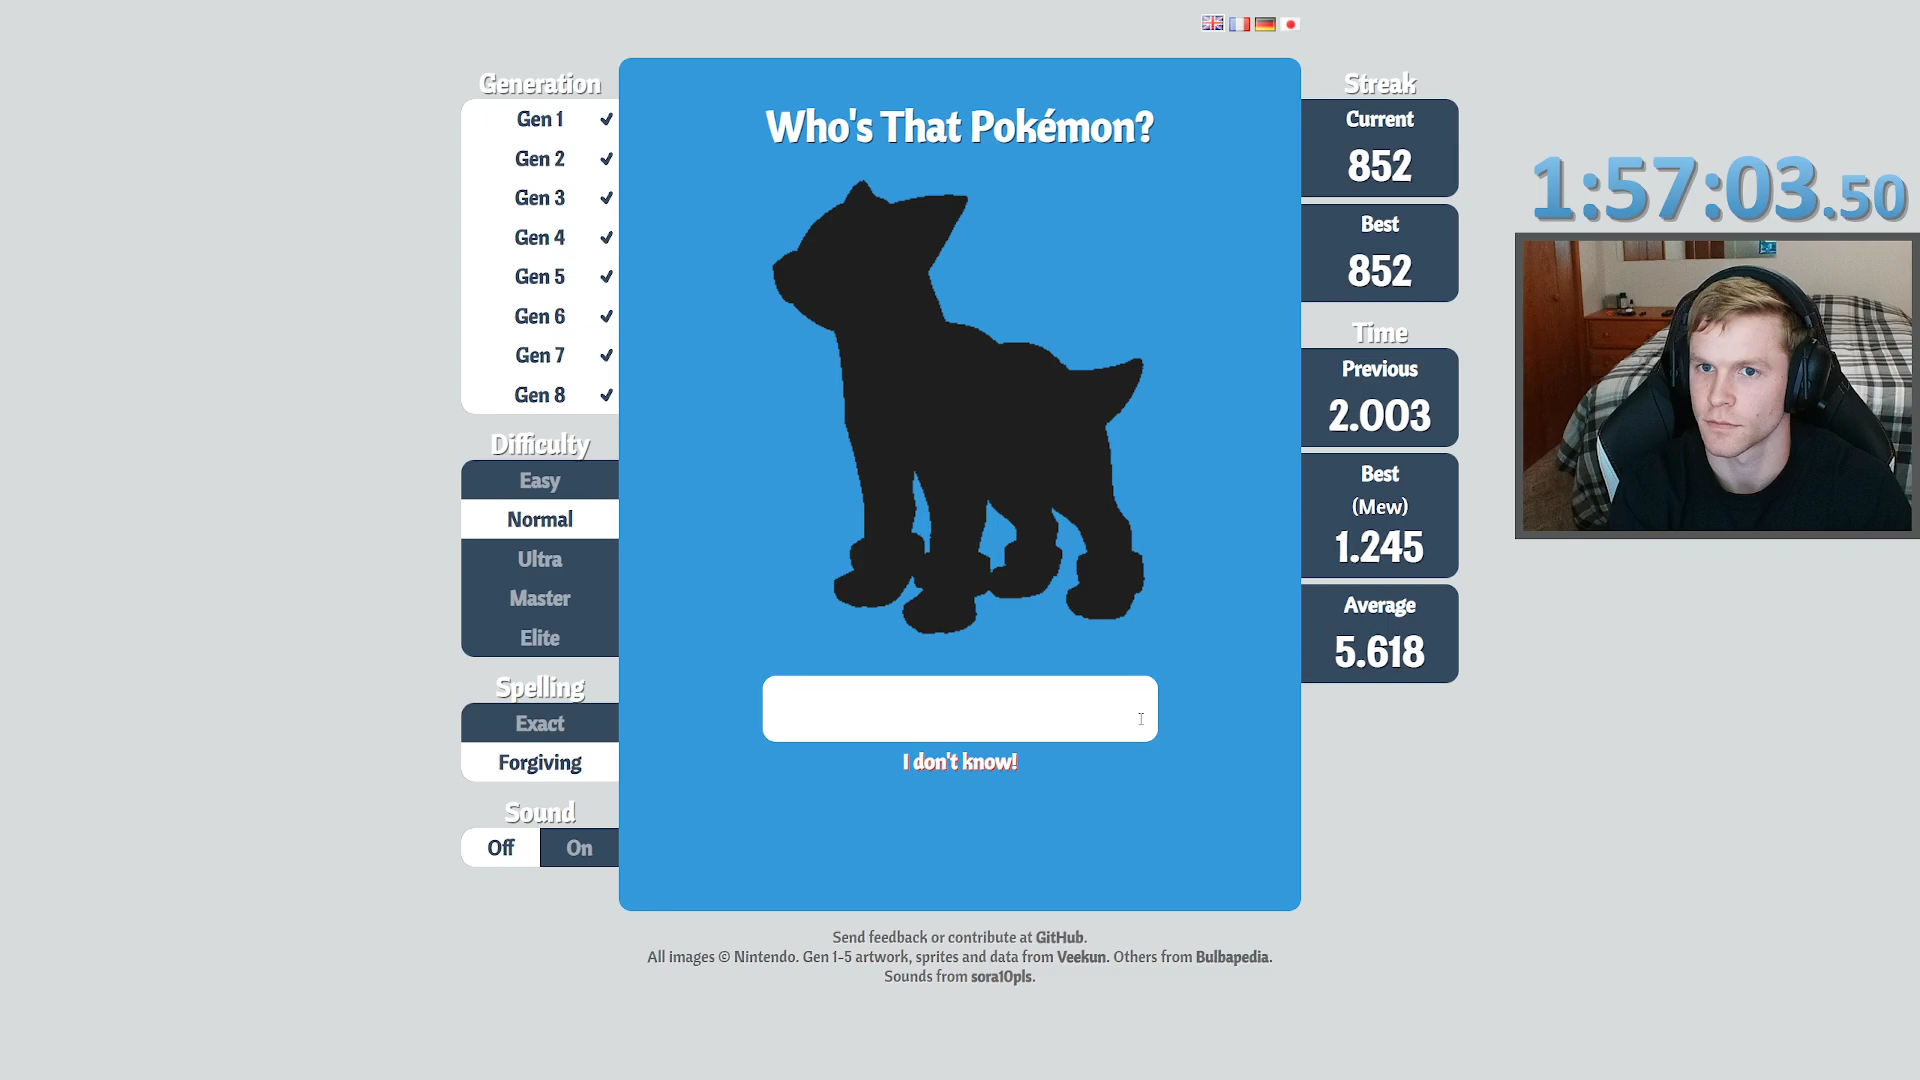 Generation
Gen 1
Gen 2
Gen 3
Gen 4
Gen 5
Gen 6
Gen 7
Gen 8
Difficulty
Easy
Normal
Ultra
Master
Elite
Spelling
Exact
Forgiving
Sound
Off On
Who's That Pokémon?
I don't know!
Streak
Current
852
Best
852
Time
Previous
2.003
Best
(Mew)
1.245
Average
5.618
1:57:03.50
Send feedback or contribute at GitHub.
All images © Nintendo. Gen 1-5 artwork, sprites and data from Veekun. Others from Bulbapedia.
Sounds from sora10pls.